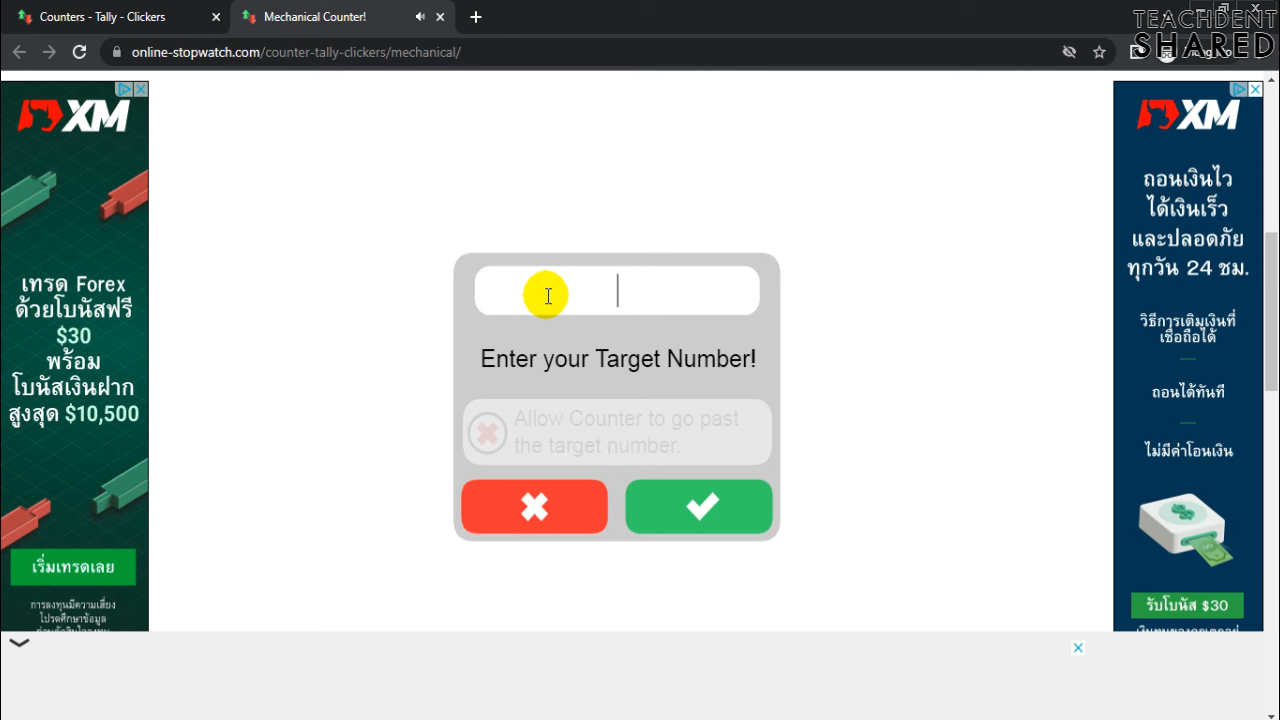 Counters - Tally - Clickers
Mechanical Counter!
TEACHDENT
SHARED
online-stopwatch.com/counter-tally-clickers/mechanical/
XM
เทรด Forex
ด้วยโบนัสฟรี
$30
พร้อม
โบนัสเงินฝาก
สูงสุด $10,500
เริ่มเทรดเลย
การลงทุนมีความเสี่ยง
โปรดศึกษาข้อมูล
Enter your Target Number!
Allow Counter to go past
the target number.
XM
ถอนเงินไว
ได้เงินเร็ว
และปลอดภัย
ทุกวัน 24 ชม.
วิธีการเติมเงินที่
เชื่อถือได้
ถอนได้ทันที
ไม่มีค่าโอนเงิน
รับโบนัส $30